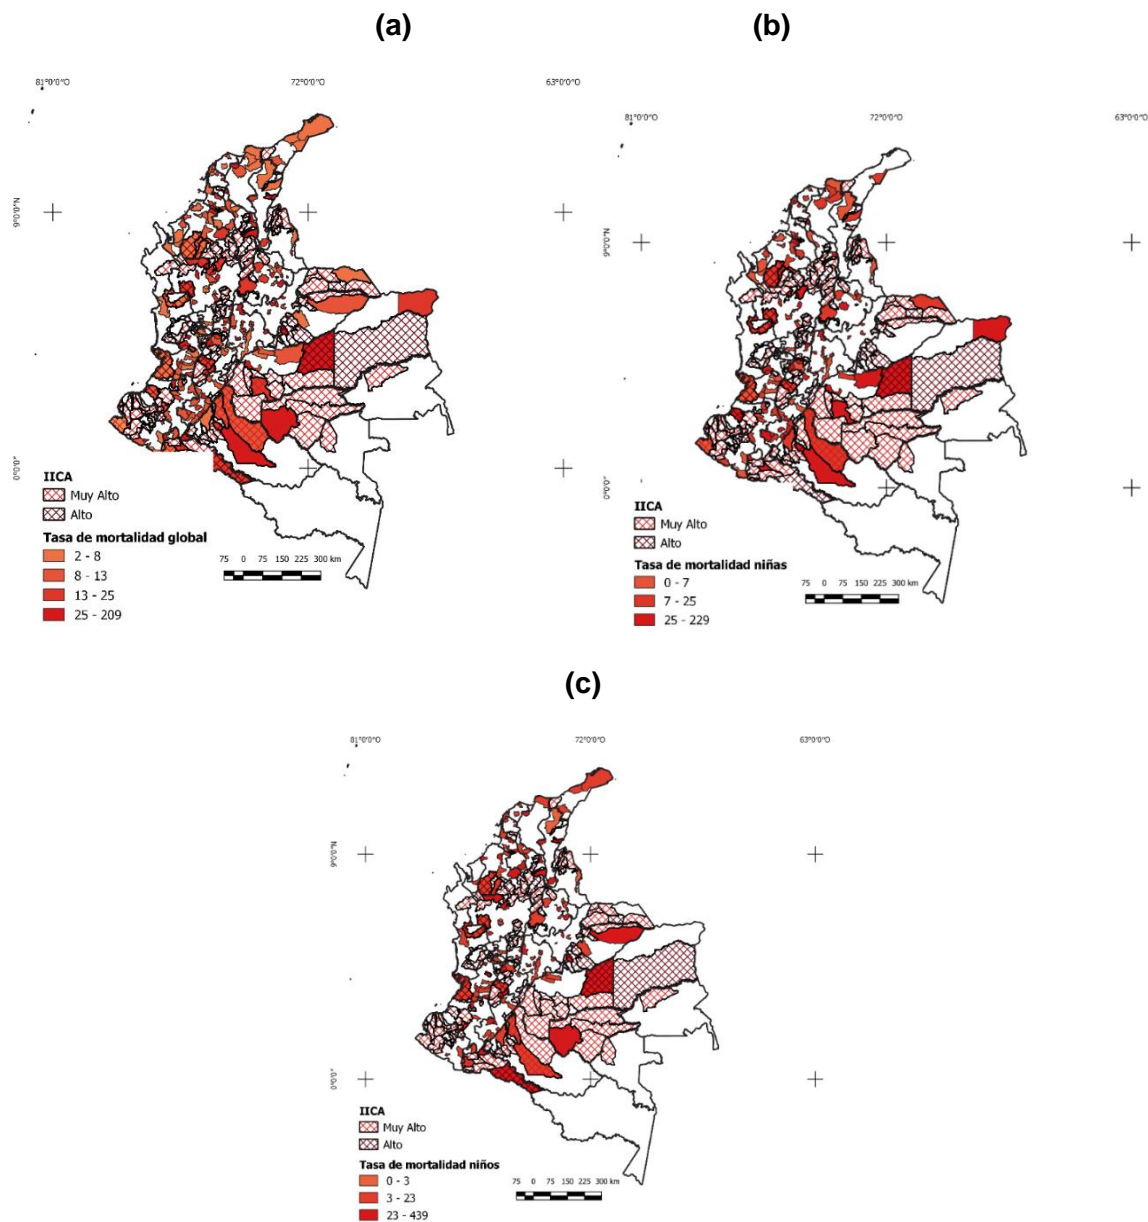 (a)
(b)
81°0'0"O
72°0'0"O
63°0'0"O
81°0'0"O
72°0'0"O
63°0'0"O
9°0'0"N
9°0'0"N
0°0'0"
0°0'0"
IICA
Muy Alto
Alto
Tasa de mortalidad global
2 - 8
8 - 13
13 - 25
25 - 209
75 0 75 150 225 300 km
IICA
Muy Alto
Alto
Tasa de mortalidad niñas
0 - 7
7 - 25
25 - 229
75 0 75 150 225 300 km
(c)
81°0'0"O
72°0'0"O
63°0'0"O
9°0'0"N
0°0'0"
IICA
Muy Alto
Alto
Tasa de mortalidad niños
0 - 3
3 - 23
23 - 439
75 0 75 150 225 300 km